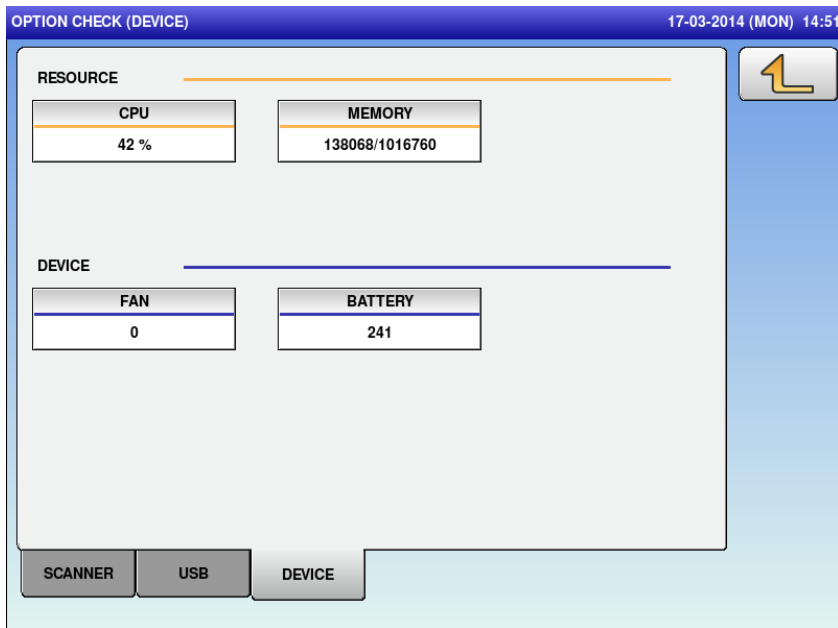 OPTION CHECK (DEVICE) 17-03-2014 (MON) 14:51
RESOURCE
CPU MEMORY
42 % 138068/1016760
DEVICE
FAN BATTERY
0 241
SCANNER USB DEVICE